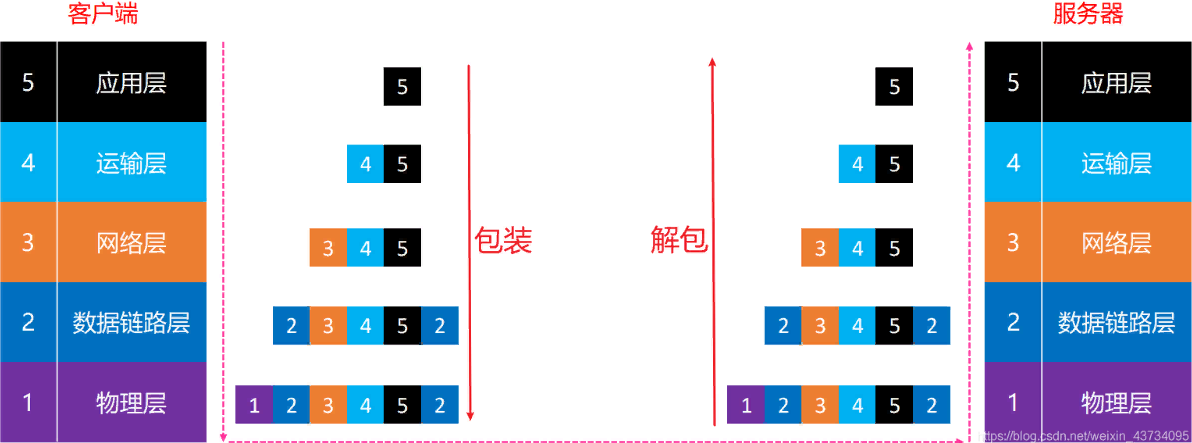 客户端
服务器
5 应用层
5
5
5 应用层
4 运输层
4 5
4 5
4 运输层
3 网络层
3 4 5
包装
解包
3 4 5
3 网络层
2 数据链路层
2 3 4 5 2
2 3 4 5 2
2 数据链路层
1 物理层
1 2 3 4 5 2
1 2 3 4 5 2
1 物理层
https://blog.csdn.net/weixin_43734095